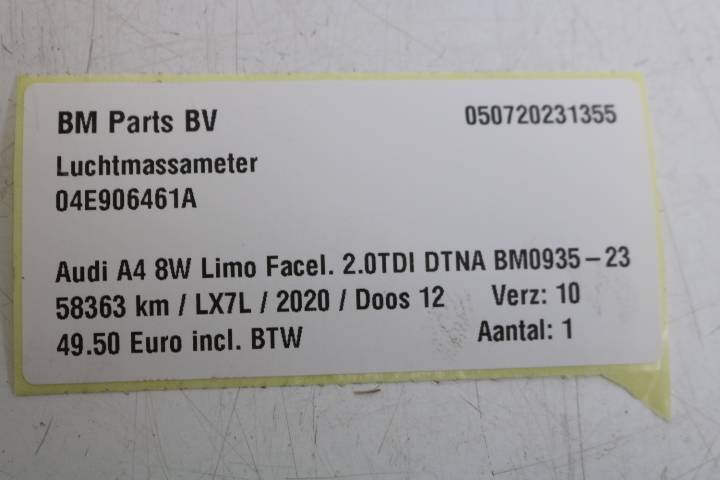 BM Parts BV 050720231355
Luchtmassameter
04E906461A
Audi A4 8W Limo Facel. 2.0TDI DTNA BM0935-23
58363 km / LX7L / 2020 / Doos 12 Verz: 10
49.50 Euro incl. BTW Aantal: 1